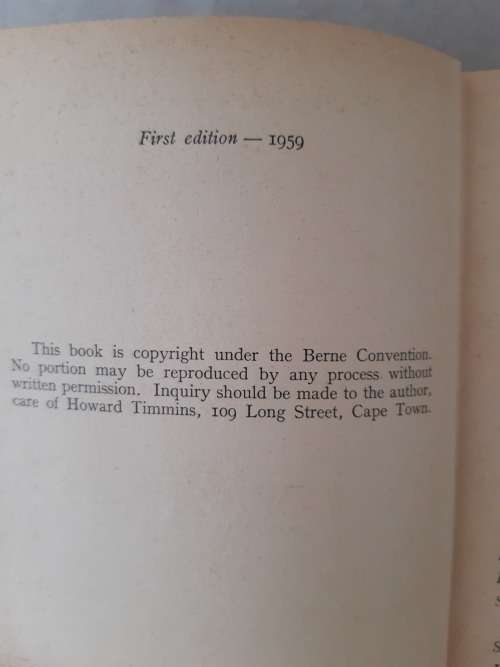 First edition — 1959
This book is copyright under the Berne Convention.
No portion may be reproduced by any process without
written permission. Inquiry should be made to the author,
care of Howard Timmins, 109 Long Street, Cape Town.